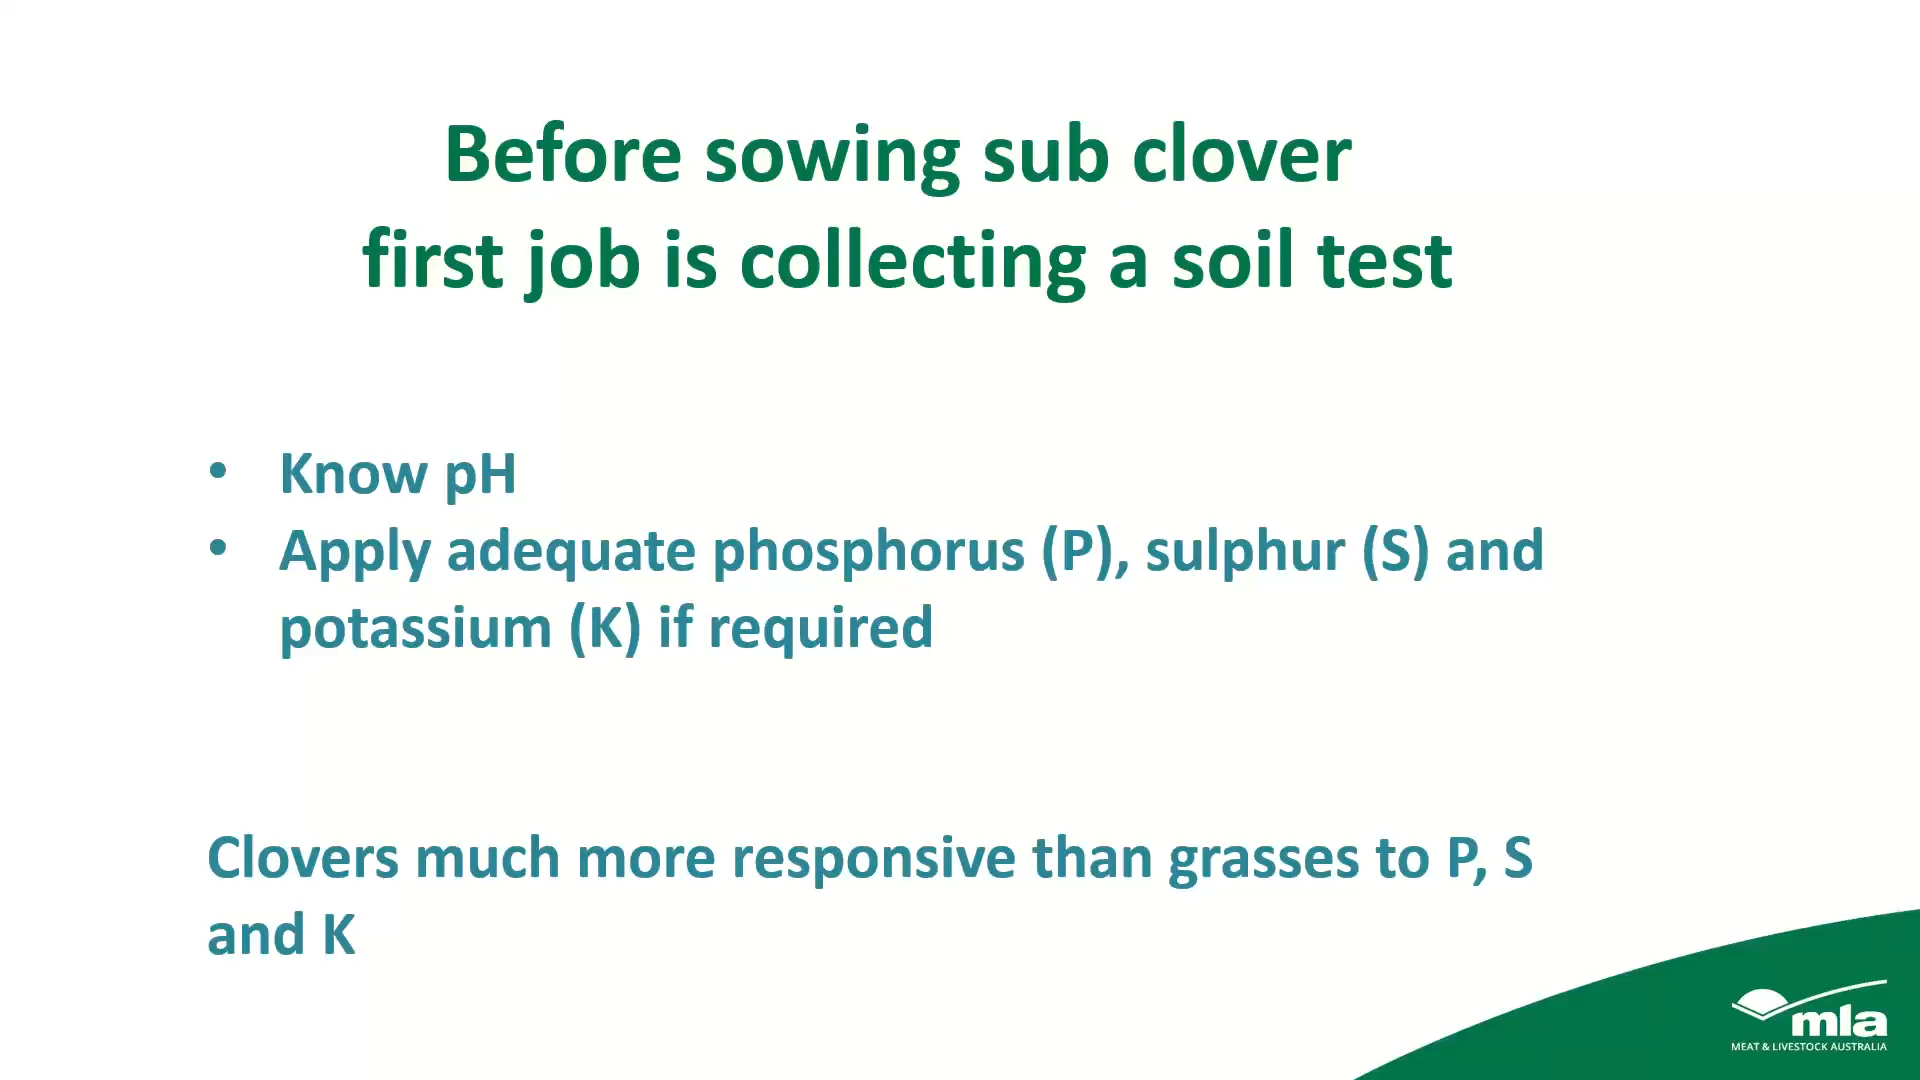 Before sowing sub clover
first job is collecting a soil test
• Know pH
• Apply adequate phosphorus (P), sulphur (S) and
potassium (K) if required
Clovers much more responsive than grasses to P, S
and K
mla
MEAT & LIVESTOCK AUSTRALIA